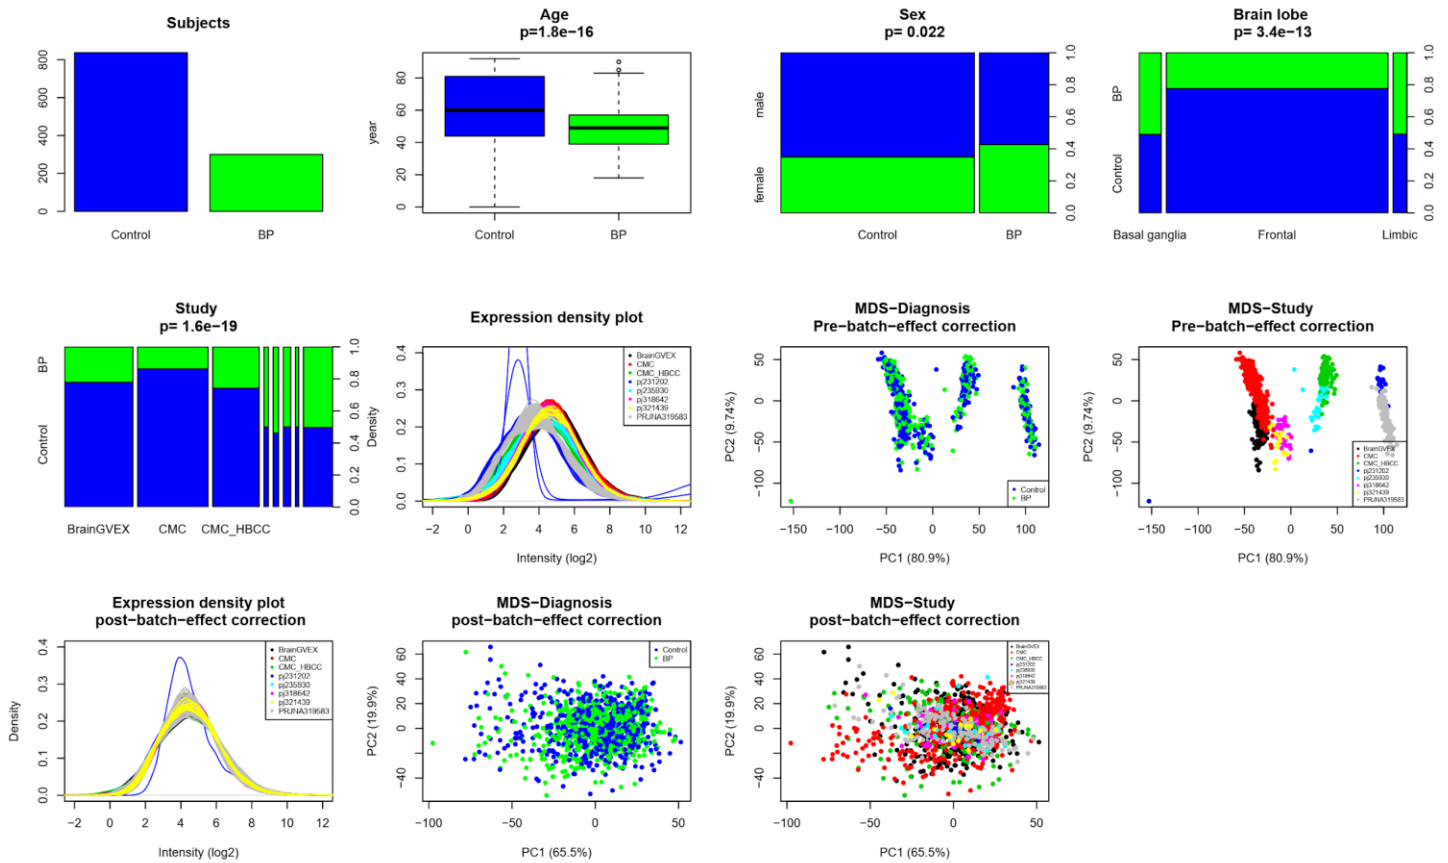 Subjects
0
200
400
600
800
Control
BP
Age
p=1.8e−16
year
0
20
40
60
80
Control
BP
Sex
p= 0.022
male
female
0.0
0.2
0.4
0.6
0.8
1.0
Control
BP
Brain lobe
p= 3.4e−13
BP
Control
0.0
0.2
0.4
0.6
0.8
1.0
Basal ganglia
Frontal
Limbic
Study
p= 1.6e−19
BP
Control
0.0
0.2
0.4
0.6
0.8
1.0
BrainGVEX
CMC
CMC_HBCC
Expression density plot
Density
0.0
0.1
0.2
0.3
0.4
BrainGVEX
CMC
CMC_HBCC
pj231202
pj235930
pj318642
pj321439
PRJNA319583
−2
0
2
4
6
8
10
12
Intensity (log2)
MDS−Diagnosis
Pre−batch−effect correction
PC2 (9.74%)
−100
−50
0
50
Control
BP
−150
−100
−50
0
50
100
PC1 (80.9%)
MDS−Study
Pre−batch−effect correction
PC2 (9.74%)
−100
−50
0
50
BrainGVEX
CMC
CMC_HBCC
pj231202
pj235930
pj318642
pj321439
PRJNA319583
−150
−100
−50
0
50
100
PC1 (80.9%)
Expression density plot
post−batch−effect correction
Density
0.0
0.1
0.2
0.3
0.4
BrainGVEX
CMC
CMC_HBCC
pj231202
pj235930
pj318642
pj321439
PRJNA319583
−2
0
2
4
6
8
10
12
Intensity (log2)
MDS−Diagnosis
post−batch−effect correction
PC2 (19.9%)
−40
0
20
40
60
Control
BP
−100
−50
0
50
PC1 (65.5%)
MDS−Study
post−batch−effect correction
PC2 (19.9%)
−40
0
20
40
60
BrainGVEX
CMC
CMC_HBCC
pj231202
pj235930
pj318642
pj321439
PRJNA319583
−100
−50
0
50
PC1 (65.5%)